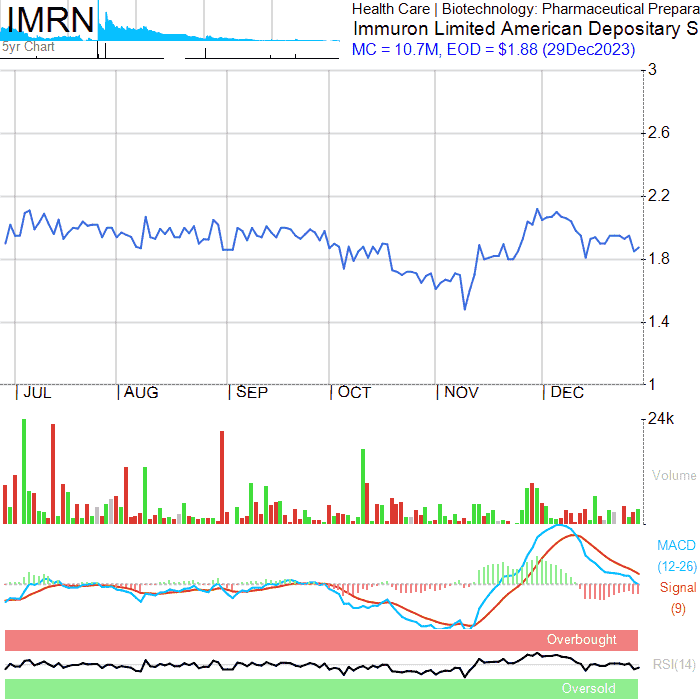 IMRN
5yr Chart
Health Care | Biotechnology: Pharmaceutical Prepara
Immuron Limited American Depositary S
MC = 10.7M, EOD = $1.88 (29Dec2023)
3
2.6
2.2
1.8
1.4
1
| JUL | AUG | SEP | OCT | NOV | DEC
24k
Volume
MACD
(12-26)
Signal
(9)
Overbought
RSI(14)
Oversold